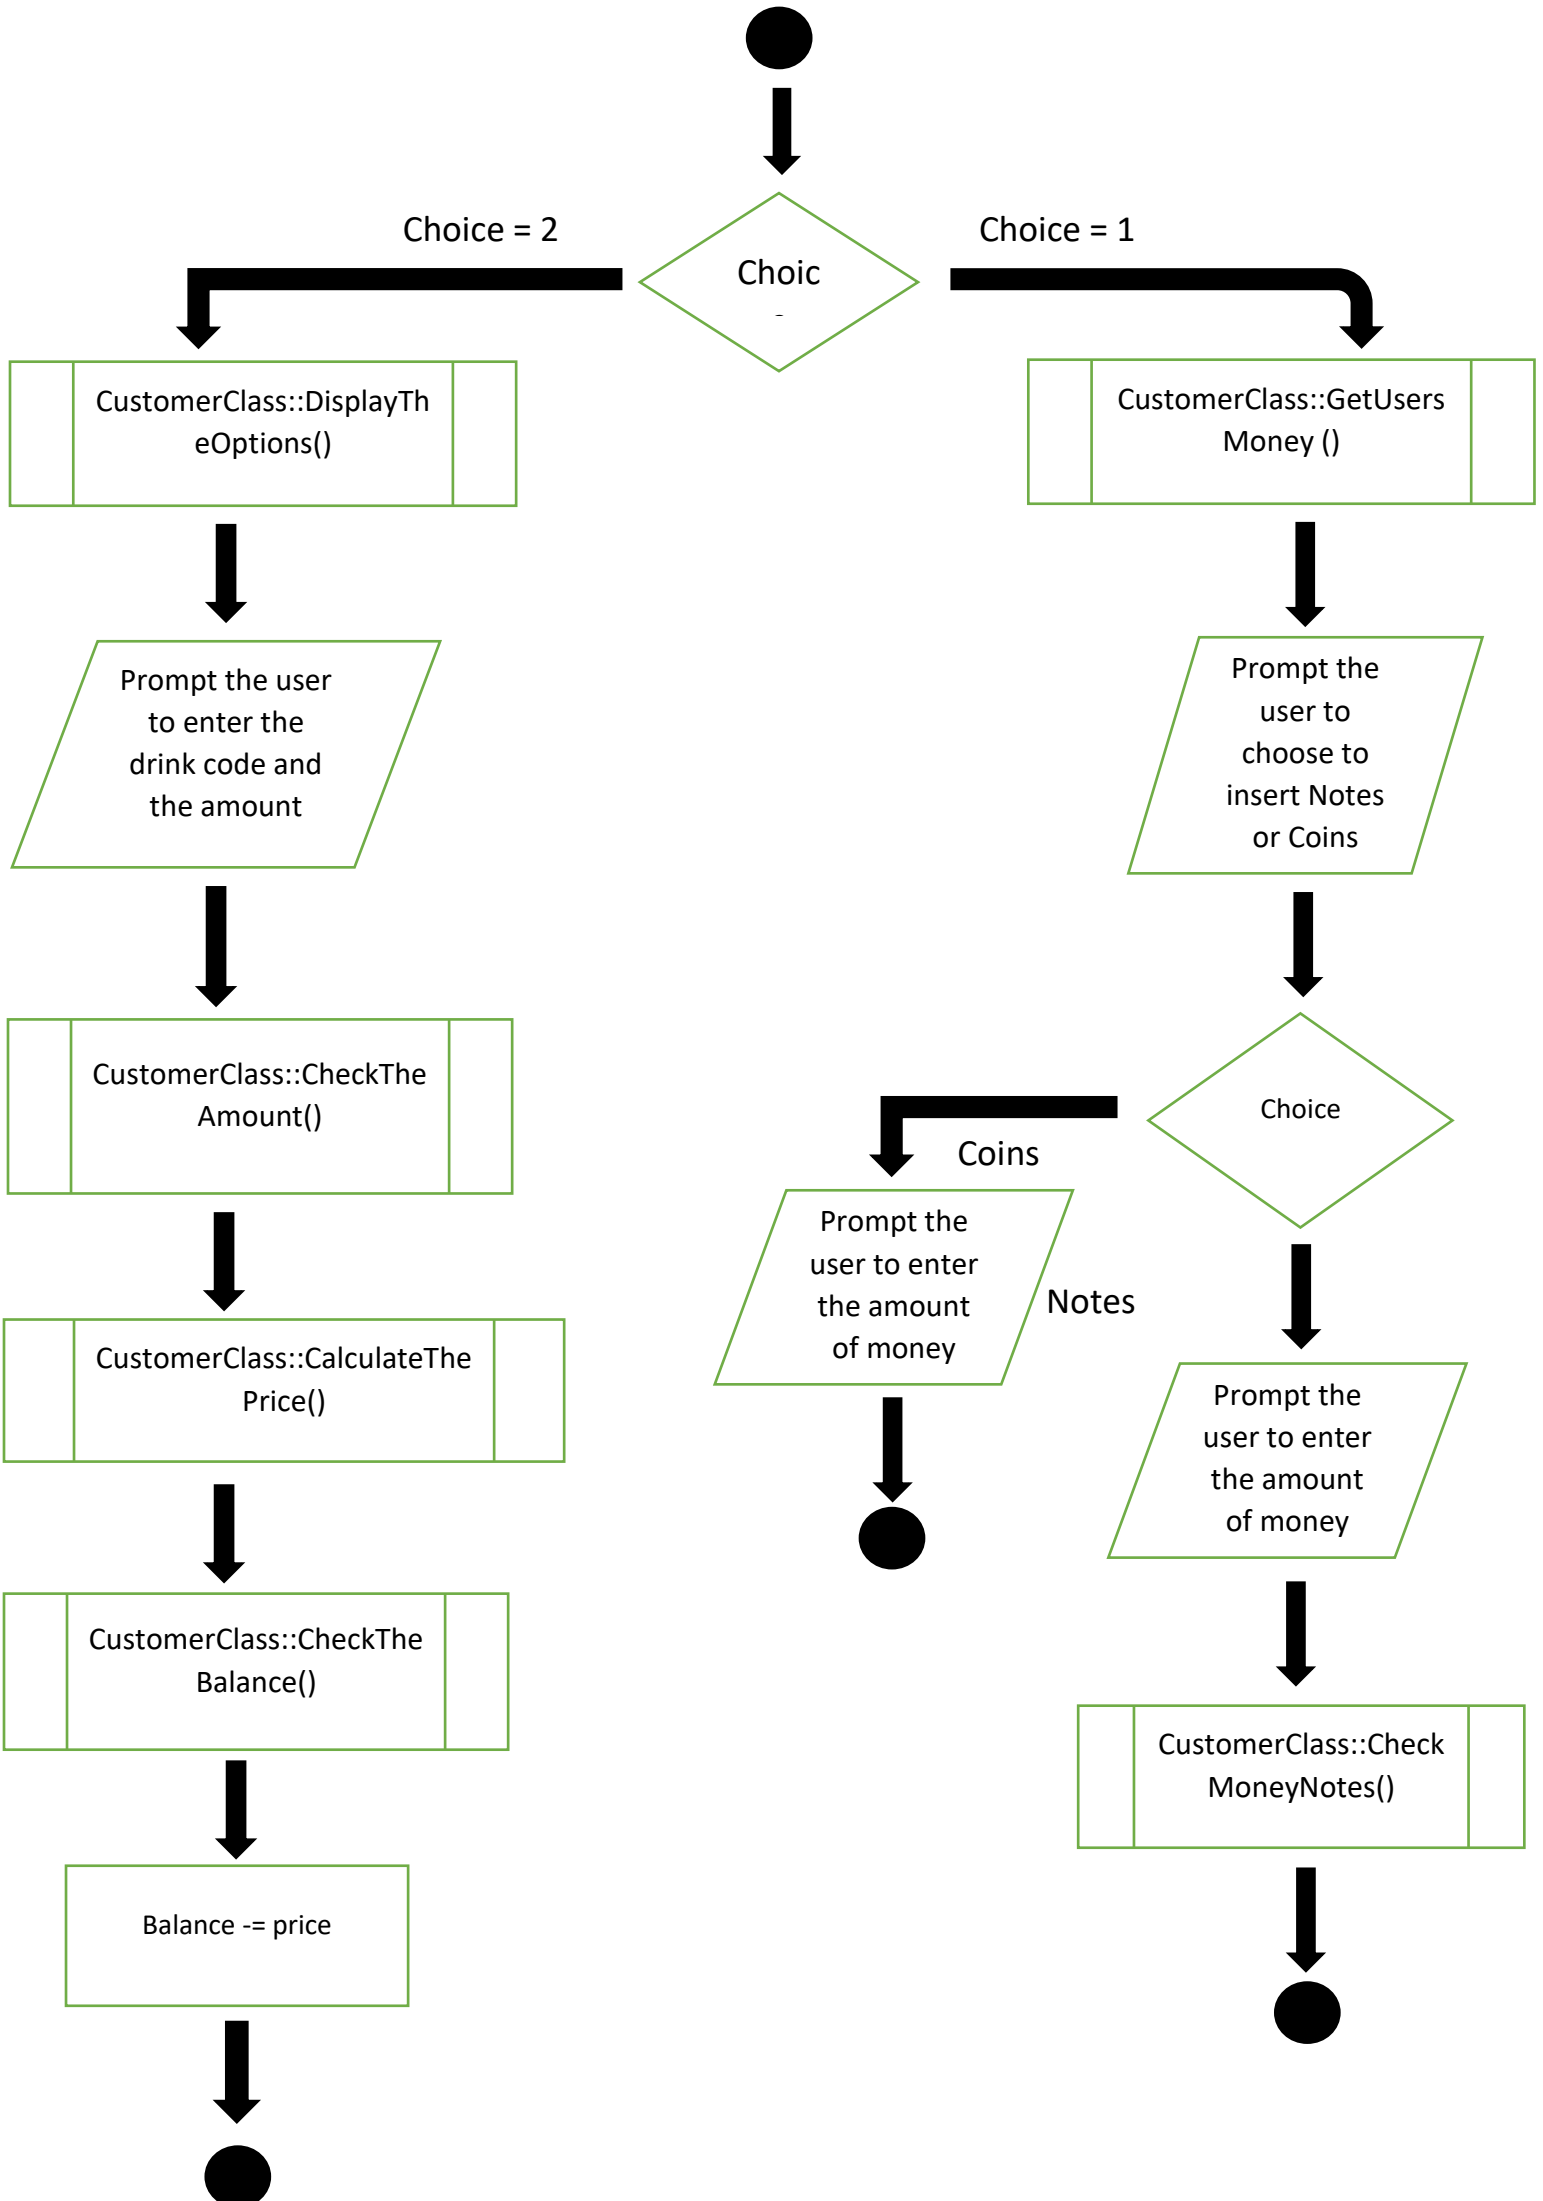 Choice = 2
Choice = 1
Choic
CustomerClass::DisplayTh
eOptions()
CustomerClass::GetUsers
Money ()
Prompt the user
to enter the
drink code and
the amount
Prompt the
user to
choose to
insert Notes
or Coins
CustomerClass::CheckThe
Amount()
Choice
Coins
Prompt the
user to enter
the amount
of money
Notes
CustomerClass::CalculateThe
Price()
Prompt the
user to enter
the amount
of money
CustomerClass::CheckThe
Balance()
CustomerClass::Check
MoneyNotes()
Balance -= price